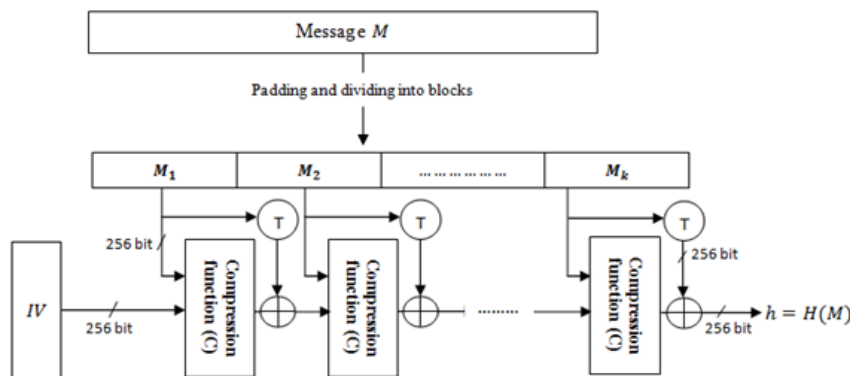 Message M
Padding and dividing into blocks
M₁ M₂ ……………… Mₖ
T T T
256 bit
256 bit
Compression function (C)
Compression function (C)
Compression function (C)
IV
256 bit
.........
256 bit
h = H(M)